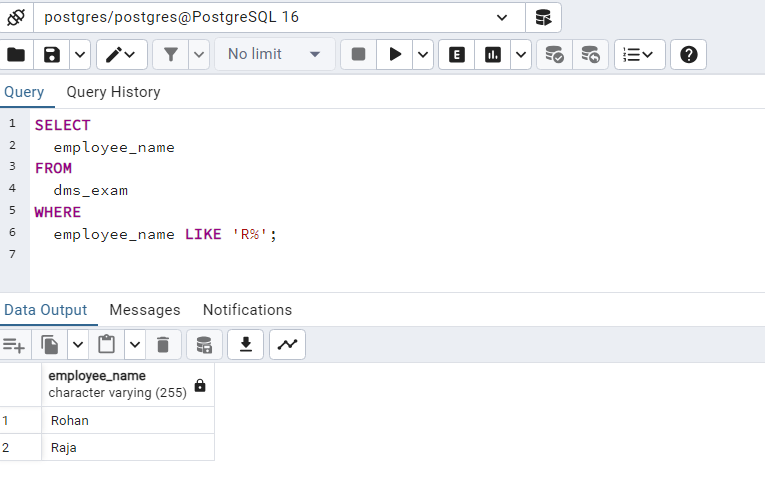 postgres/postgres@PostgreSQL 16
No limit
E
Query Query History
1 SELECT
2 employee_name
3 FROM
4 dms_exam
5 WHERE
6 employee_name LIKE 'R%';
7
Data Output Messages Notifications
employee_name
character varying (255)
1 Rohan
2 Raja